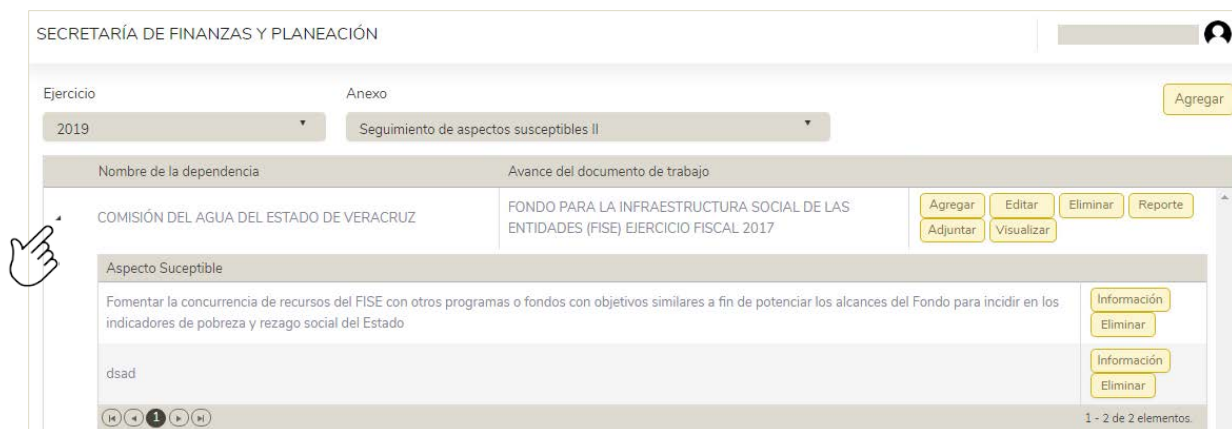 SECRETARÍA DE FINANZAS Y PLANEACIÓN
Ejercicio
Anexo
Agregar
2019
Seguimiento de aspectos susceptibles II
Nombre de la dependencia
Avance del documento de trabajo
COMISIÓN DEL AGUA DEL ESTADO DE VERACRUZ
FONDO PARA LA INFRAESTRUCTURA SOCIAL DE LAS
ENTIDADES (FISE) EJERCICIO FISCAL 2017
Agregar Editar Eliminar Reporte
Adjuntar Visualizar
Aspecto Suceptible
Fomentar la concurrencia de recursos del FISE con otros programas o fondos con objetivos similares a fin de potenciar los alcances del Fondo para incidir en los
indicadores de pobreza y rezago social del Estado
Información
Eliminar
dsad
Información
Eliminar
1
1 - 2 de 2 elementos.